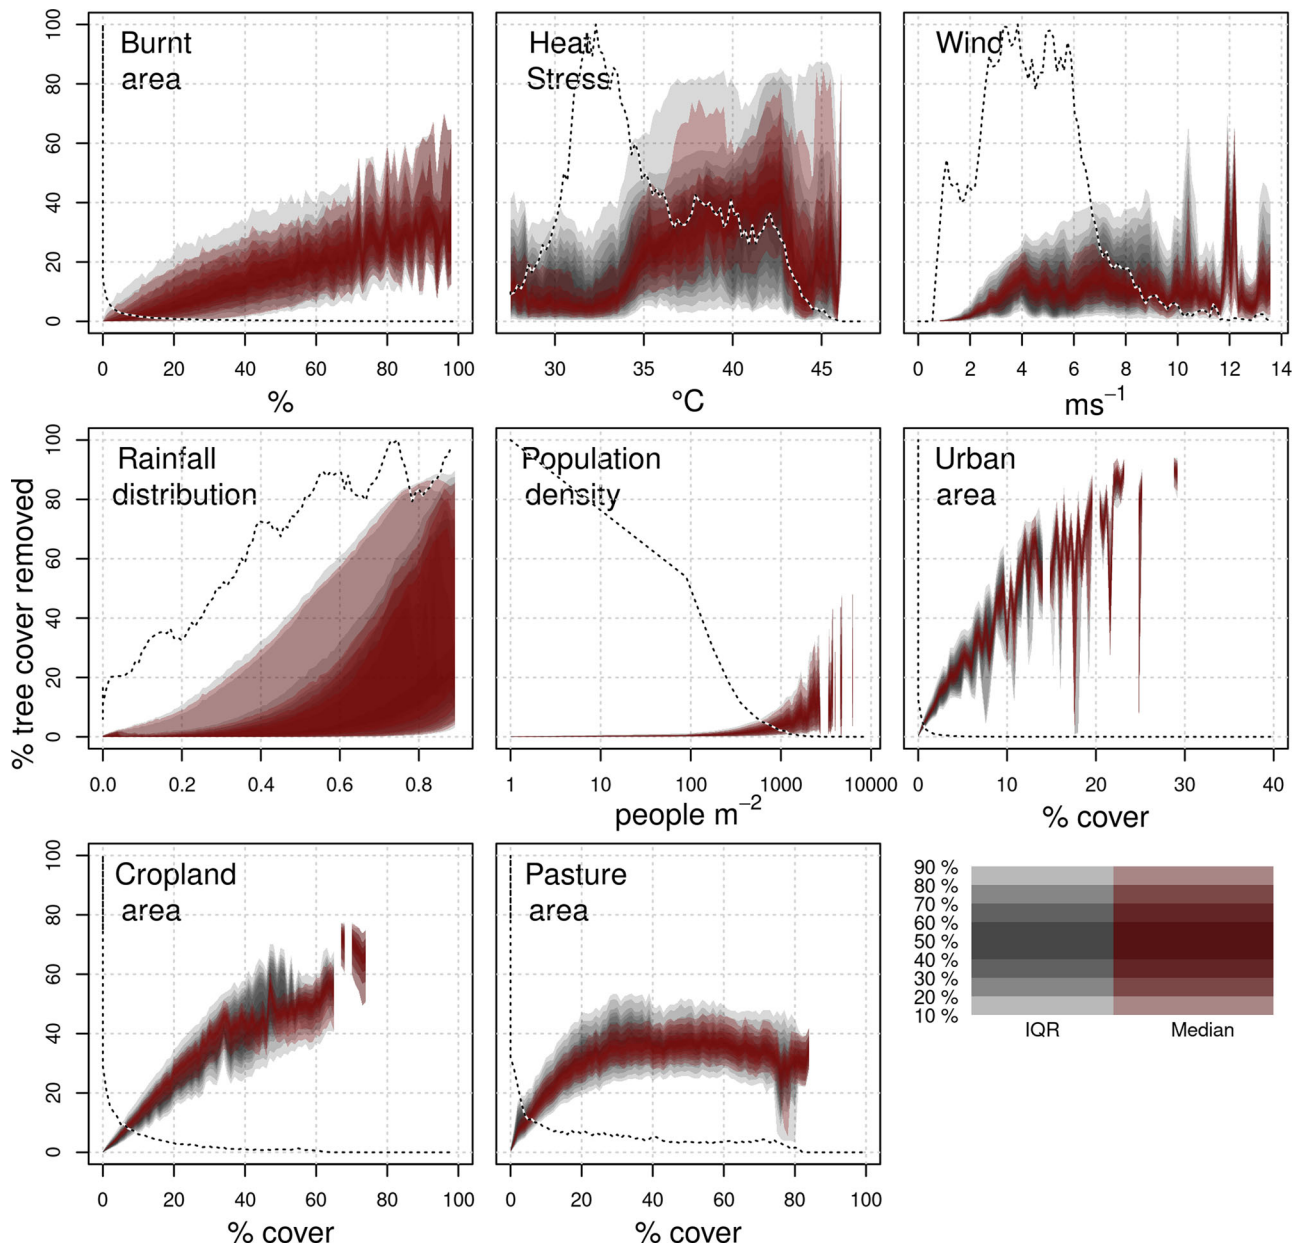 Burnt
area
Heat
Stress
Wind
0 20 40 60 80 100
0 20 40 60 80 100
%
30 35 40 45
°C
0 2 4 6 8 10 12 14
ms⁻¹
% tree cover removed
Rainfall
distribution
Population
density
Urban
area
0 20 40 60 80 100
0.0 0.2 0.4 0.6 0.8
1 10 100 1000 10000
people m⁻²
0 10 20 30 40
% cover
Cropland
area
Pasture
area
0 20 40 60 80 100
0 20 40 60 80 100
% cover
0 20 40 60 80 100
% cover
90 %
80 %
70 %
60 %
50 %
40 %
30 %
20 %
10 %
IQR Median